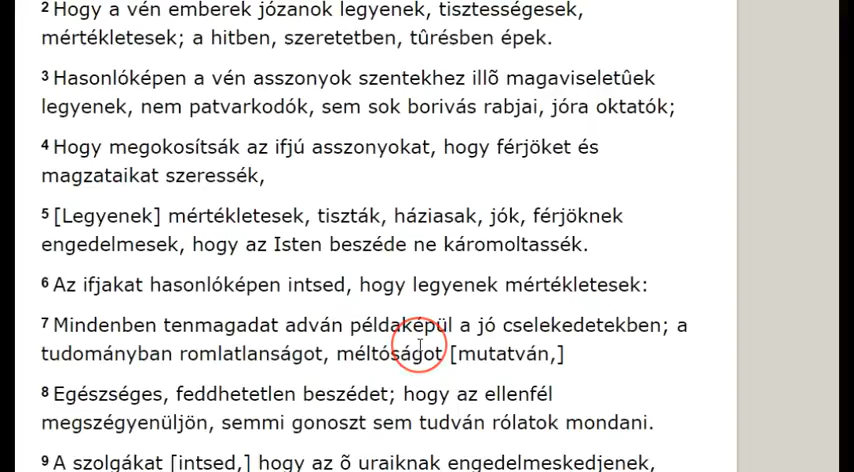 2 Hogy a vén emberek józanok legyenek, tisztességesek,
mértékletesek; a hitben, szeretetben, tûrésben épek.
3 Hasonlóképen a vén asszonyok szentekhez illõ magaviseletûek
legyenek, nem patvarkodók, sem sok borivás rabjai, jóra oktatók;
4 Hogy megokosítsák az ifjú asszonyokat, hogy férjöket és
magzataikat szeressék,
5 [Legyenek] mértékletesek, tiszták, háziasak, jók, férjöknek
engedelmesek, hogy az Isten beszéde ne káromoltassék.
6 Az ifjakat hasonlóképen intsed, hogy legyenek mértékletesek:
7 Mindenben tenmagadat adván példaképül a jó cselekedetekben; a
tudományban romlatlanságot, méltóságot [mutatván,]
8 Egészséges, feddhetetlen beszédet; hogy az ellenfél
megszégyenüljön, semmi gonoszt sem tudván rólatok mondani.
9 A szolgákat [intsed,] hogy az õ uraiknak engedelmeskedjenek,